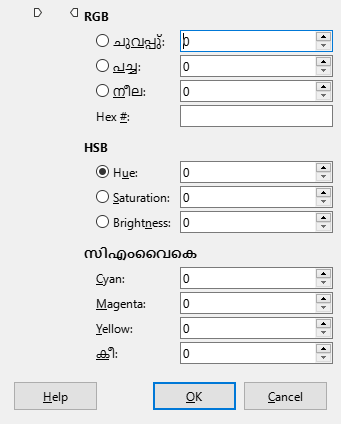 RGB
ചുവപ്പ്: 0
പച്ച: 0
നീല: 0
Hex #:
HSB
Hue: 0
Saturation: 0
Brightness: 0
സിഎംവൈകെ
Cyan: 0
Magenta: 0
Yellow: 0
കീ: 0
Help OK Cancel